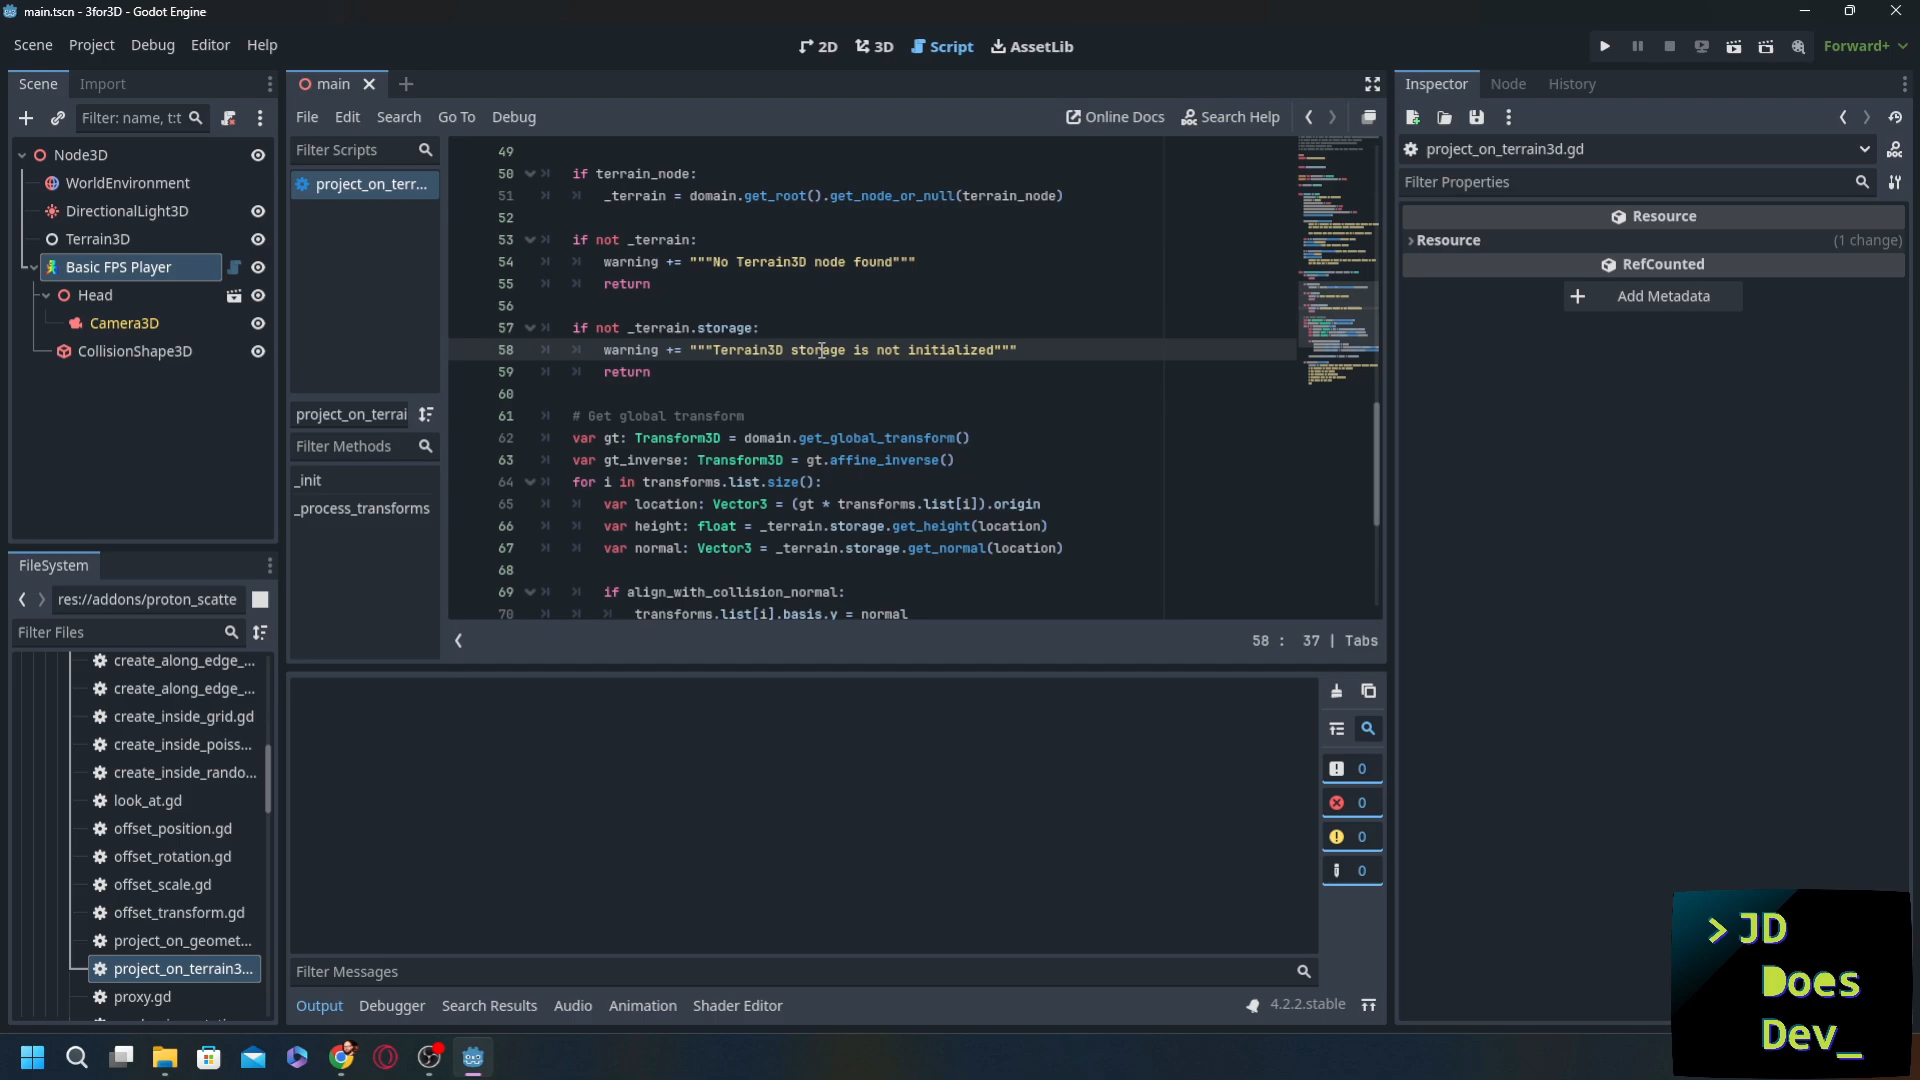 main.tscn - 3for3D - Godot Engine
Scene Project Debug Editor Help
2D 3D Script AssetLib
Forward+
Scene Import
Filter: name, t:t
Node3D
WorldEnvironment
DirectionalLight3D
Terrain3D
Basic FPS Player
Head
Camera3D
CollisionShape3D
FileSystem
res://addons/proton_scatte
Filter Files
create_along_edge_...
create_along_edge_...
create_inside_grid.gd
create_inside_poiss...
create_inside_rando...
look_at.gd
offset_position.gd
offset_rotation.gd
offset_scale.gd
offset_transform.gd
project_on_geomet...
project_on_terrain3...
proxy.gd
main
File Edit Search Go To Debug
Online Docs Search Help
Filter Scripts
project_on_terr...
project_on_terrai
Filter Methods
_init
_process_transforms
49
50 if terrain_node:
51 _terrain = domain.get_root().get_node_or_null(terrain_node)
52
53 if not _terrain:
54 warning += """No Terrain3D node found"""
55 return
56
57 if not _terrain.storage:
58 warning += """Terrain3D storage is not initialized"""
59 return
60
61 # Get global transform
62 var gt: Transform3D = domain.get_global_transform()
63 var gt_inverse: Transform3D = gt.affine_inverse()
64 for i in transforms.list.size():
65 var location: Vector3 = (gt * transforms.list[i]).origin
66 var height: float = _terrain.storage.get_height(location)
67 var normal: Vector3 = _terrain.storage.get_normal(location)
68
69 if align_with_collision_normal:
70 transforms.list[i].basis.y = normal
58 : 37 | Tabs
0
0
0
0
Filter Messages
Output Debugger Search Results Audio Animation Shader Editor
4.2.2.stable
Inspector Node History
project_on_terrain3d.gd
Filter Properties
Resource
Resource (1 change)
RefCounted
Add Metadata
> JD
Does
Dev_